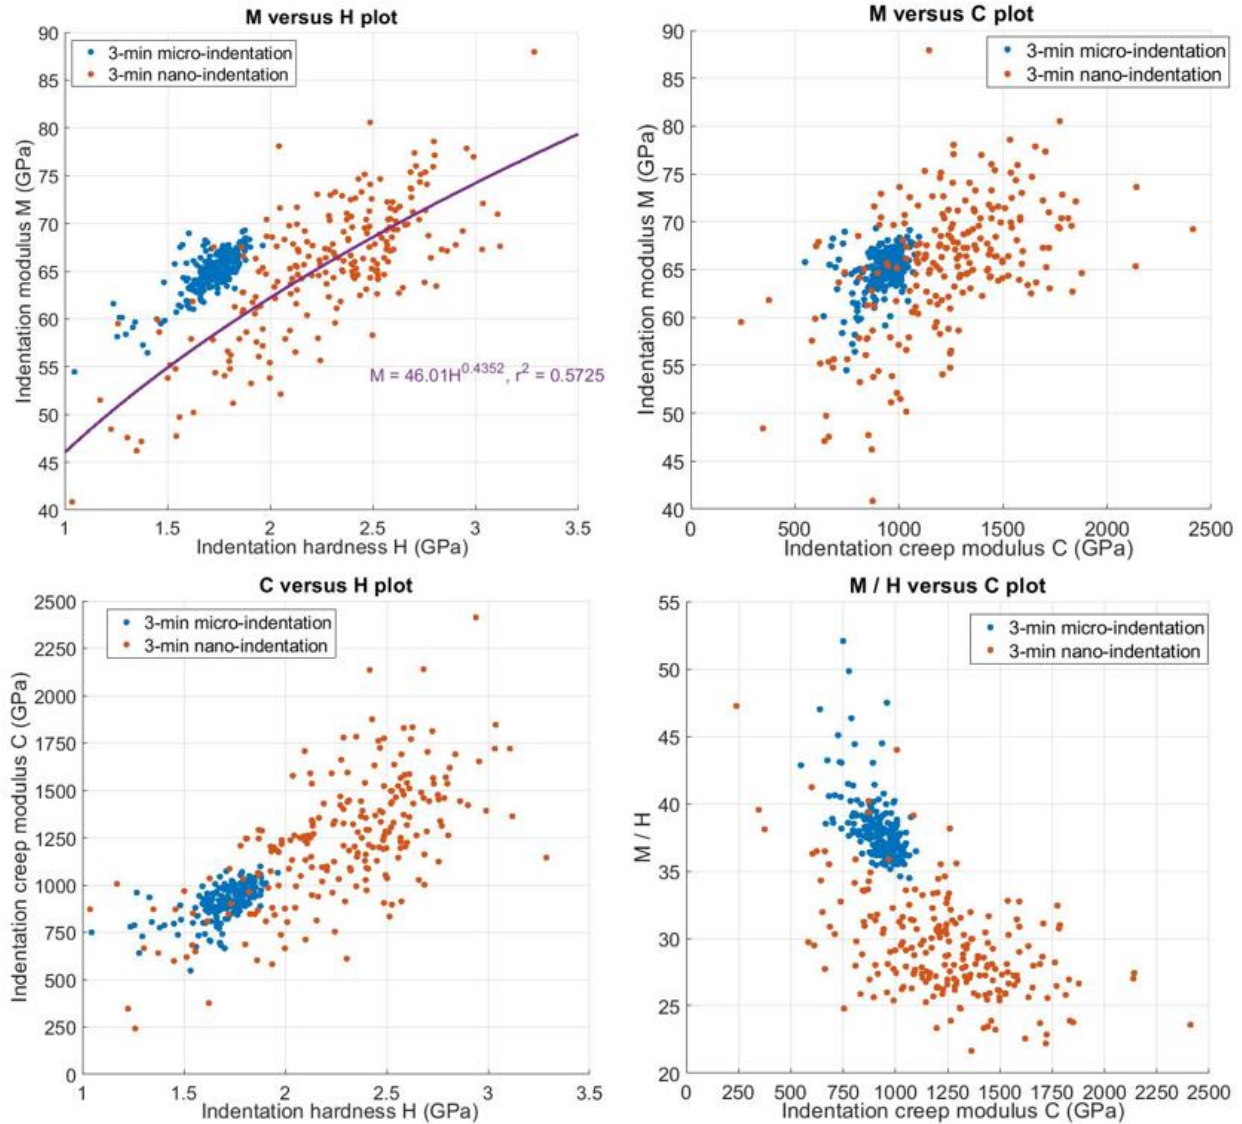 M versus H plot
3-min micro-indentation
3-min nano-indentation
Indentation modulus M (GPa)
90
85
80
75
70
65
60
55
50
45
40
M = 46.01H^0.4352, r^2 = 0.5725
1 1.5 2 2.5 3 3.5
Indentation hardness H (GPa)
M versus C plot
3-min micro-indentation
3-min nano-indentation
Indentation modulus M (GPa)
90
85
80
75
70
65
60
55
50
45
40
0 500 1000 1500 2000 2500
Indentation creep modulus C (GPa)
C versus H plot
3-min micro-indentation
3-min nano-indentation
Indentation creep modulus C (GPa)
2500
2250
2000
1750
1500
1250
1000
750
500
250
0
1 1.5 2 2.5 3 3.5
Indentation hardness H (GPa)
M / H versus C plot
3-min micro-indentation
3-min nano-indentation
M / H
55
50
45
40
35
30
25
20
0 250 500 750 1000 1250 1500 1750 2000 2250 2500
Indentation creep modulus C (GPa)